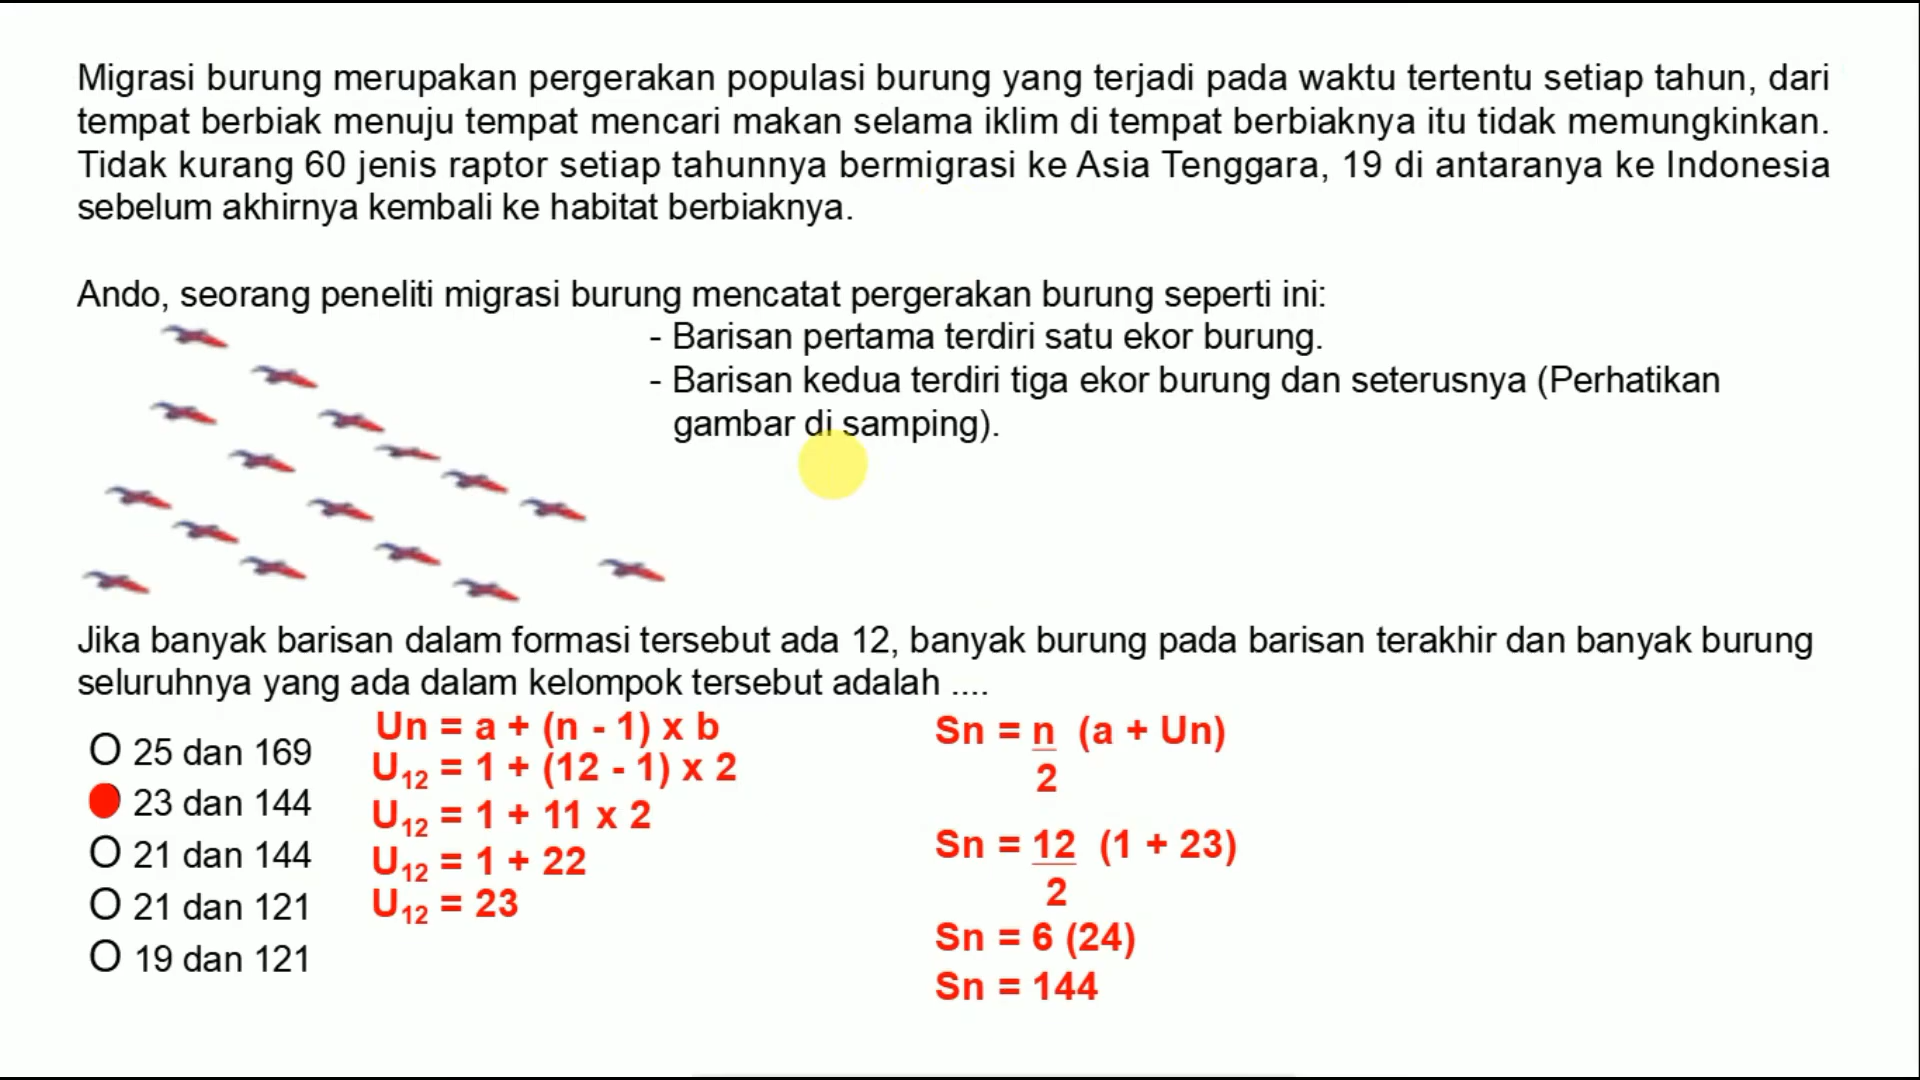 Migrasi burung merupakan pergerakan populasi burung yang terjadi pada waktu tertentu setiap tahun, dari
tempat berbiak menuju tempat mencari makan selama iklim di tempat berbiaknya itu tidak memungkinkan.
Tidak kurang 60 jenis raptor setiap tahunnya bermigrasi ke Asia Tenggara, 19 di antaranya ke Indonesia
sebelum akhirnya kembali ke habitat berbiaknya.
Ando, seorang peneliti migrasi burung mencatat pergerakan burung seperti ini:
- Barisan pertama terdiri satu ekor burung.
- Barisan kedua terdiri tiga ekor burung dan seterusnya (Perhatikan
gambar di samping).
Jika banyak barisan dalam formasi tersebut ada 12, banyak burung pada barisan terakhir dan banyak burung
seluruhnya yang ada dalam kelompok tersebut adalah ....
O 25 dan 169
23 dan 144
O 21 dan 144
O 21 dan 121
O 19 dan 121
Un = a + (n - 1) x b
U₁₂ = 1 + (12 - 1) x 2
U₁₂ = 1 + 11 x 2
U₁₂ = 1 + 22
U₁₂ = 23
Sn = n (a + Un)
2
Sn = 12 (1 + 23)
2
Sn = 6 (24)
Sn = 144